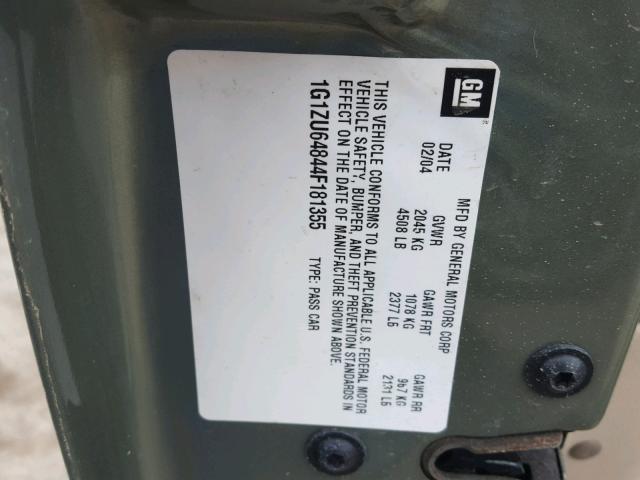 GM
MFD BY GENERAL MOTORS CORP
DATE GVWR GAWR FRT GAWR RR
02/04 2045 KG 1078 KG 967 KG
4508 LB 2377 LB 2131 LB
THIS VEHICLE CONFORMS TO ALL APPLICABLE U.S. FEDERAL MOTOR
VEHICLE SAFETY, BUMPER, AND THEFT PREVENTION STANDARDS IN
EFFECT ON THE DATE OF MANUFACTURE SHOWN ABOVE.
1G1ZU64844F181355 TYPE: PASS CAR